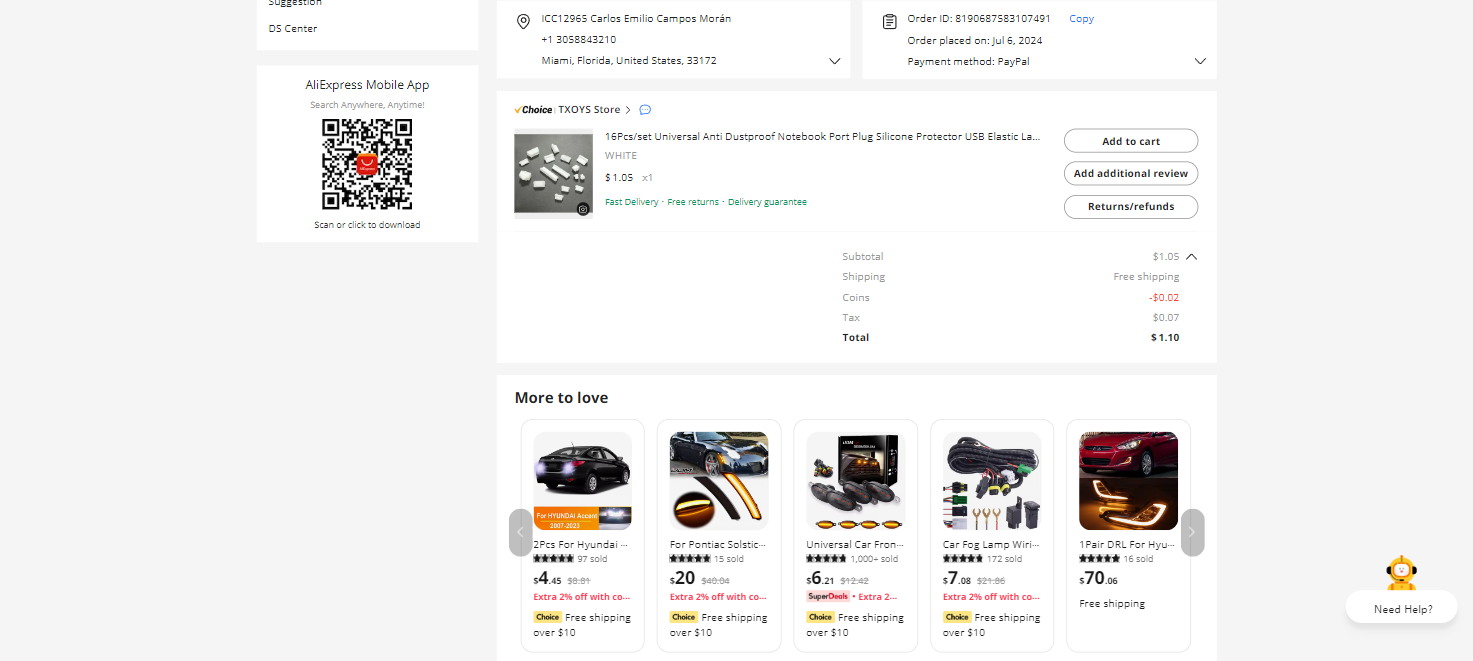 Suggestion
DS Center
AliExpress Mobile App
Search Anywhere, Anytime!
Scan or click to download
ICC12965 Carlos Emilio Campos Morán
+1 3058843210
Miami, Florida, United States, 33172
Order ID: 8190687583107491 Copy
Order placed on: Jul 6, 2024
Payment method: PayPal
Choice TXOYS Store
16Pcs/set Universal Anti Dustproof Notebook Port Plug Silicone Protector USB Elastic La...
WHITE
$1.05 x1
Fast Delivery · Free returns · Delivery guarantee
Add to cart
Add additional review
Returns/refunds
Subtotal $1.05
Shipping Free shipping
Coins -$0.02
Tax $0.07
Total $1.10
More to love
For HYUNDAI Accent
2007-2023
2Pcs For Hyundai ...
97 sold
$4.45 $8.81
Extra 2% off with co...
Choice Free shipping
over $10
For Pontiac Solstic...
15 sold
$20 $40.04
Extra 2% off with co...
Choice Free shipping
over $10
Universal Car Fron...
1,000+ sold
$6.21 $12.42
SuperDeals • Extra 2...
Choice Free shipping
over $10
Car Fog Lamp Wiri...
172 sold
$7.08 $21.86
Extra 2% off with co...
Choice Free shipping
over $10
1Pair DRL For Hyu...
16 sold
$70.06
Free shipping
Need Help?